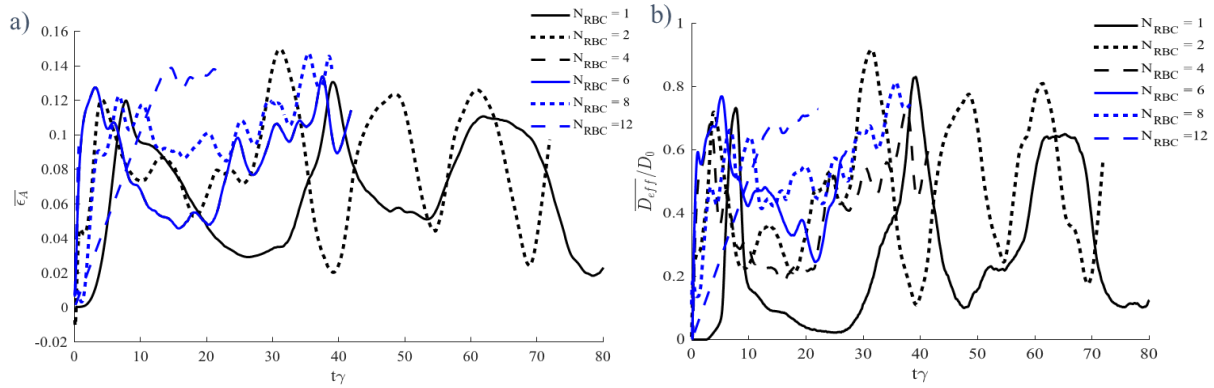 a)
0.16
0.14
0.12
0.1
0.08
0.06
0.04
0.02
0
-0.02
0 10 20 30 40 50 60 70 80
tγ
ϵ_A
N_RBC = 1
N_RBC = 2
N_RBC = 4
N_RBC = 6
N_RBC = 8
N_RBC = 12
b)
1
0.8
0.6
0.4
0.2
0
0 10 20 30 40 50 60 70 80
tγ
D_eff/D_0
N_RBC = 1
N_RBC = 2
N_RBC = 4
N_RBC = 6
N_RBC = 8
N_RBC =12